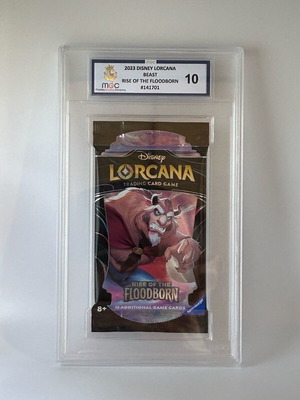 2023 DISNEY LORCANA
BEAST
RISE OF THE FLOODBORN
#141701
10
MGC
Disney
LORCANA
TRADING CARD GAME
RISE OF THE
FLOODBORN
12 ADDITIONAL GAME CARDS
8+
Ravensburger